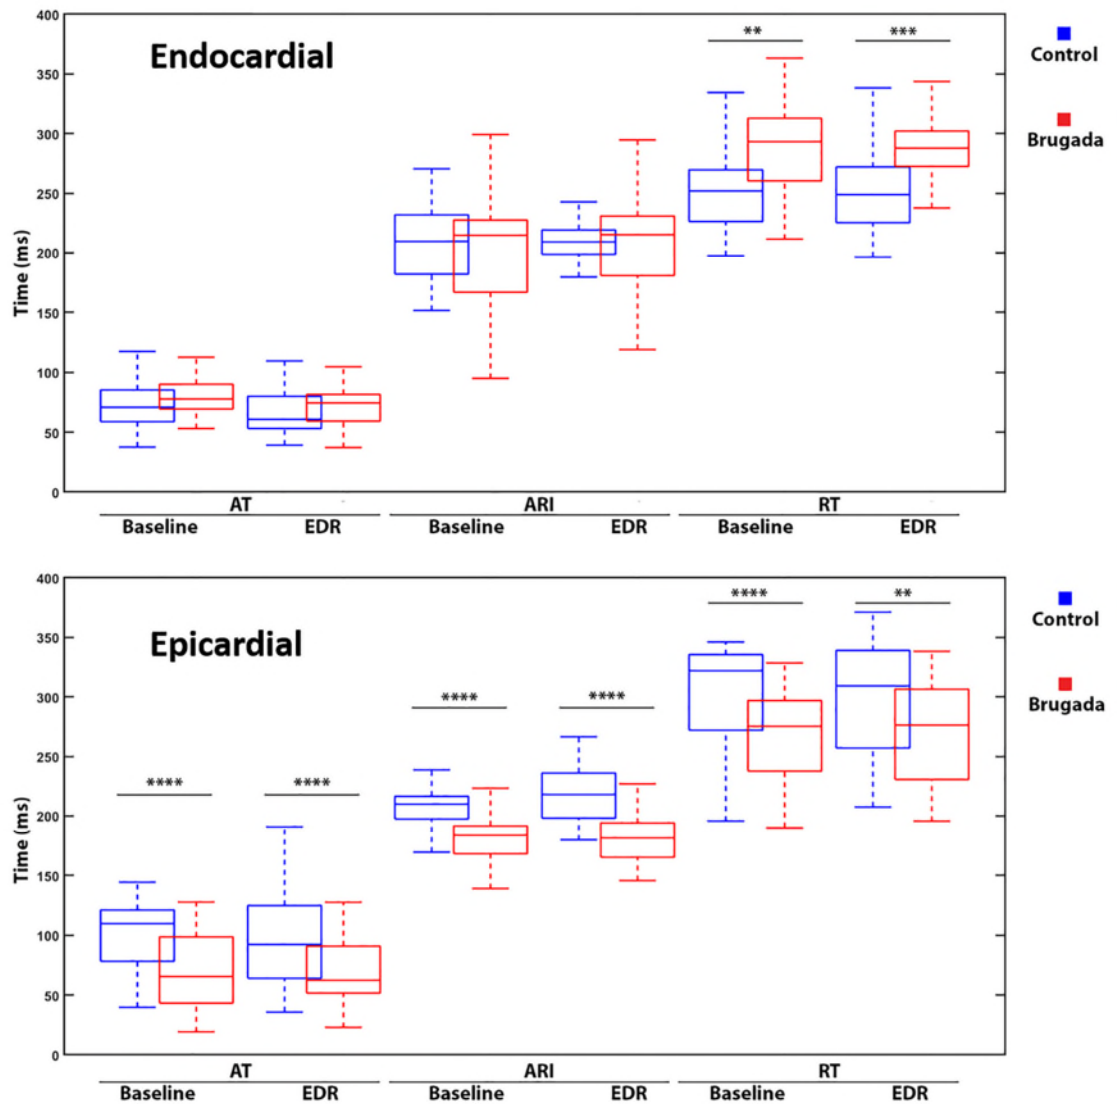 Endocardial
Time (ms)
400
350
300
250
200
150
100
50
0
** ***
Control
Brugada
AT ARI RT
Baseline EDR Baseline EDR Baseline EDR
Epicardial
Time (ms)
400
350
300
250
200
150
100
50
0
**** **** **** **** **** **
Control
Brugada
AT ARI RT
Baseline EDR Baseline EDR Baseline EDR